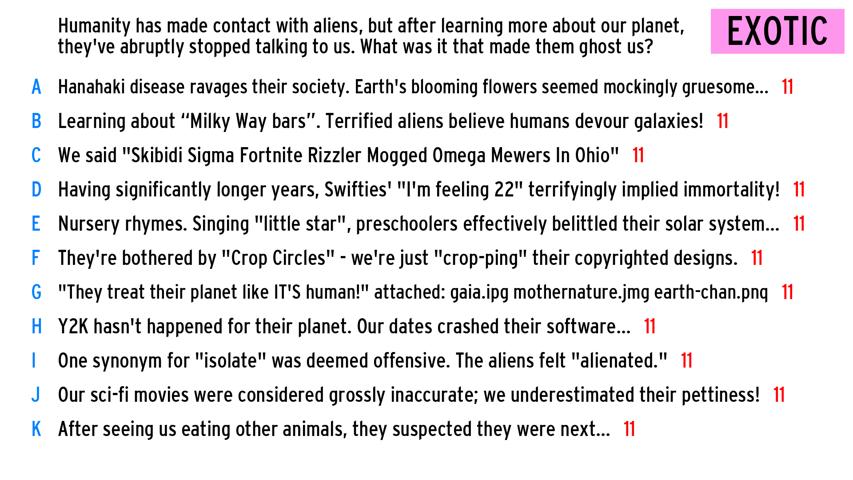 Humanity has made contact with aliens, but after learning more about our planet,
they've abruptly stopped talking to us. What was it that made them ghost us?
EXOTIC
A Hanahaki disease ravages their society. Earth's blooming flowers seemed mockingly gruesome... 11
B Learning about “Milky Way bars”. Terrified aliens believe humans devour galaxies! 11
C We said "Skibidi Sigma Fortnite Rizzler Mogged Omega Mewers In Ohio" 11
D Having significantly longer years, Swifties' "I'm feeling 22" terrifyingly implied immortality! 11
E Nursery rhymes. Singing "little star", preschoolers effectively belittled their solar system... 11
F They're bothered by "Crop Circles" - we're just "crop-ping" their copyrighted designs. 11
G "They treat their planet like IT'S human!" attached: gaia.ipg mothernature.jmg earth-chan.pnq 11
H Y2K hasn't happened for their planet. Our dates crashed their software... 11
I One synonym for "isolate" was deemed offensive. The aliens felt "alienated." 11
J Our sci-fi movies were considered grossly inaccurate; we underestimated their pettiness! 11
K After seeing us eating other animals, they suspected they were next... 11